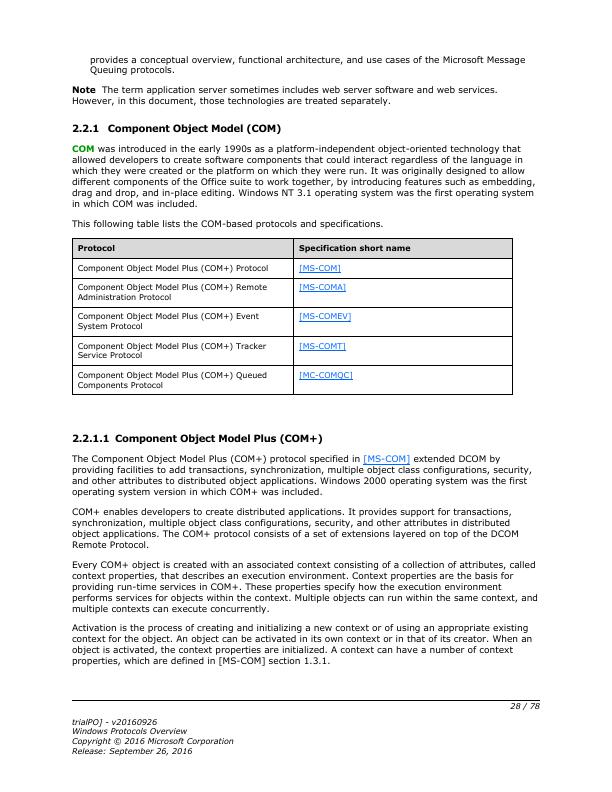 provides a conceptual overview, functional architecture, and use cases of the Microsoft Message
Queuing protocols.
Note The term application server sometimes includes web server software and web services.
However, in this document, those technologies are treated separately.
2.2.1 Component Object Model (COM)
COM was introduced in the early 1990s as a platform-independent object-oriented technology that
allowed developers to create software components that could interact regardless of the language in
which they were created or the platform on which they were run. It was originally designed to allow
different components of the Office suite to work together, by introducing features such as embedding,
drag and drop, and in-place editing. Windows NT 3.1 operating system was the first operating system
in which COM was included.
This following table lists the COM-based protocols and specifications.
Protocol Specification short name
Component Object Model Plus (COM+) Protocol [MS-COM]
Component Object Model Plus (COM+) Remote [MS-COMA]
Administration Protocol
Component Object Model Plus (COM+) Event [MS-COMEV]
System Protocol
Component Object Model Plus (COM+) Tracker [MS-COMT]
Service Protocol
Component Object Model Plus (COM+) Queued [MC-COMQC]
Components Protocol
2.2.1.1 Component Object Model Plus (COM+)
The Component Object Model Plus (COM+) protocol specified in [MS-COM] extended DCOM by
providing facilities to add transactions, synchronization, multiple object class configurations, security,
and other attributes to distributed object applications. Windows 2000 operating system was the first
operating system version in which COM+ was included.
COM+ enables developers to create distributed applications. It provides support for transactions,
synchronization, multiple object class configurations, security, and other attributes in distributed
object applications. The COM+ protocol consists of a set of extensions layered on top of the DCOM
Remote Protocol.
Every COM+ object is created with an associated context consisting of a collection of attributes, called
context properties, that describes an execution environment. Context properties are the basis for
providing run-time services in COM+. These properties specify how the execution environment
performs services for objects within the context. Multiple objects can run within the same context, and
multiple contexts can execute concurrently.
Activation is the process of creating and initializing a new context or of using an appropriate existing
context for the object. An object can be activated in its own context or in that of its creator. When an
object is activated, the context properties are initialized. A context can have a number of context
properties, which are defined in [MS-COM] section 1.3.1.
28 / 78
trialPO] - v20160926
Windows Protocols Overview
Copyright © 2016 Microsoft Corporation
Release: September 26, 2016